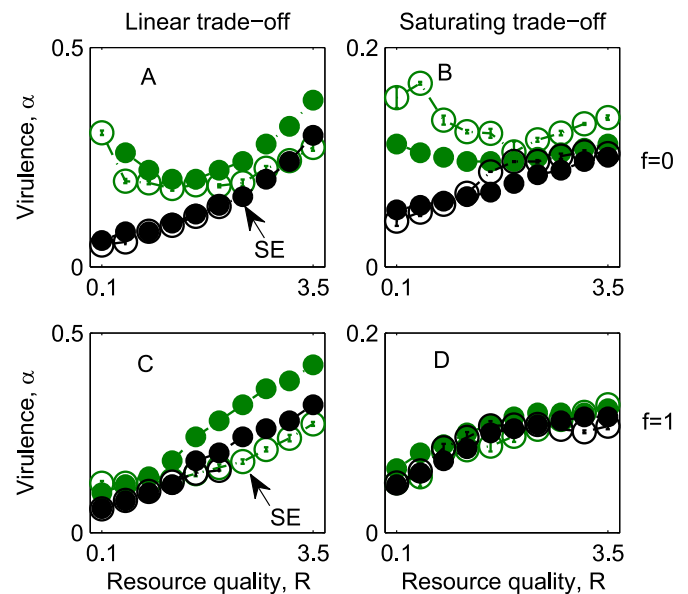 Linear trade-off
Saturating trade-off
0.5
A
Virulence, α
SE
0
0.1
3.5
0.2
B
0
0.1
3.5
f=0
0.5
C
Virulence, α
SE
0
0.1
3.5
Resource quality, R
0.2
D
0
0.1
3.5
Resource quality, R
f=1